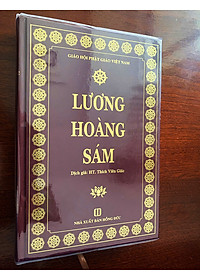 GIÁO HỘI PHẬT GIÁO VIỆT NAM
LƯƠNG
HOÀNG
SÁM
Dịch giả: HT. Thích Viên Giác
NHÀ XUẤT BẢN HỒNG ĐỨC